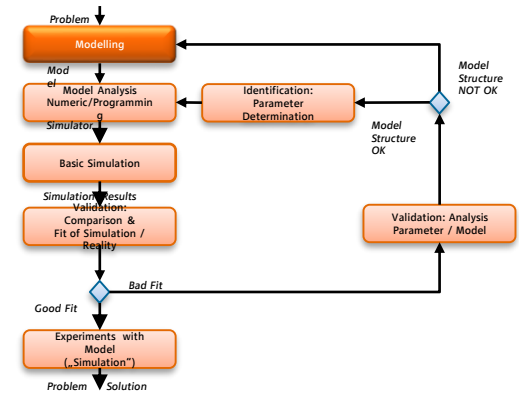 Problem
Modelling
Mod
el
Model Analysis
Numeric/Programmin
g
Identification:
Parameter
Determination
Model
Structure
NOT OK
Model
Structure
OK
Simulator
Basic Simulation
Simulation Results
Validation:
Comparison &
Fit of Simulation /
Reality
Validation: Analysis
Parameter / Model
Bad Fit
Good Fit
Experiments with
Model
(„Simulation“)
Problem Solution